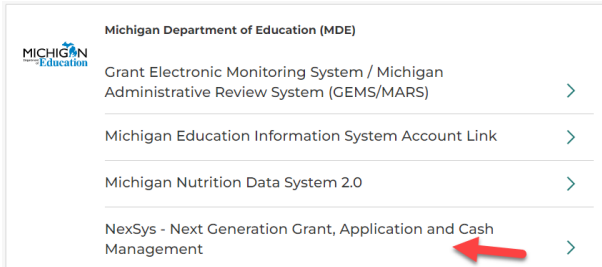 Michigan Department of Education (MDE)
MICHIGAN
Education
Grant Electronic Monitoring System / Michigan
Administrative Review System (GEMS/MARS)
Michigan Education Information System Account Link
Michigan Nutrition Data System 2.0
NexSys - Next Generation Grant, Application and Cash
Management